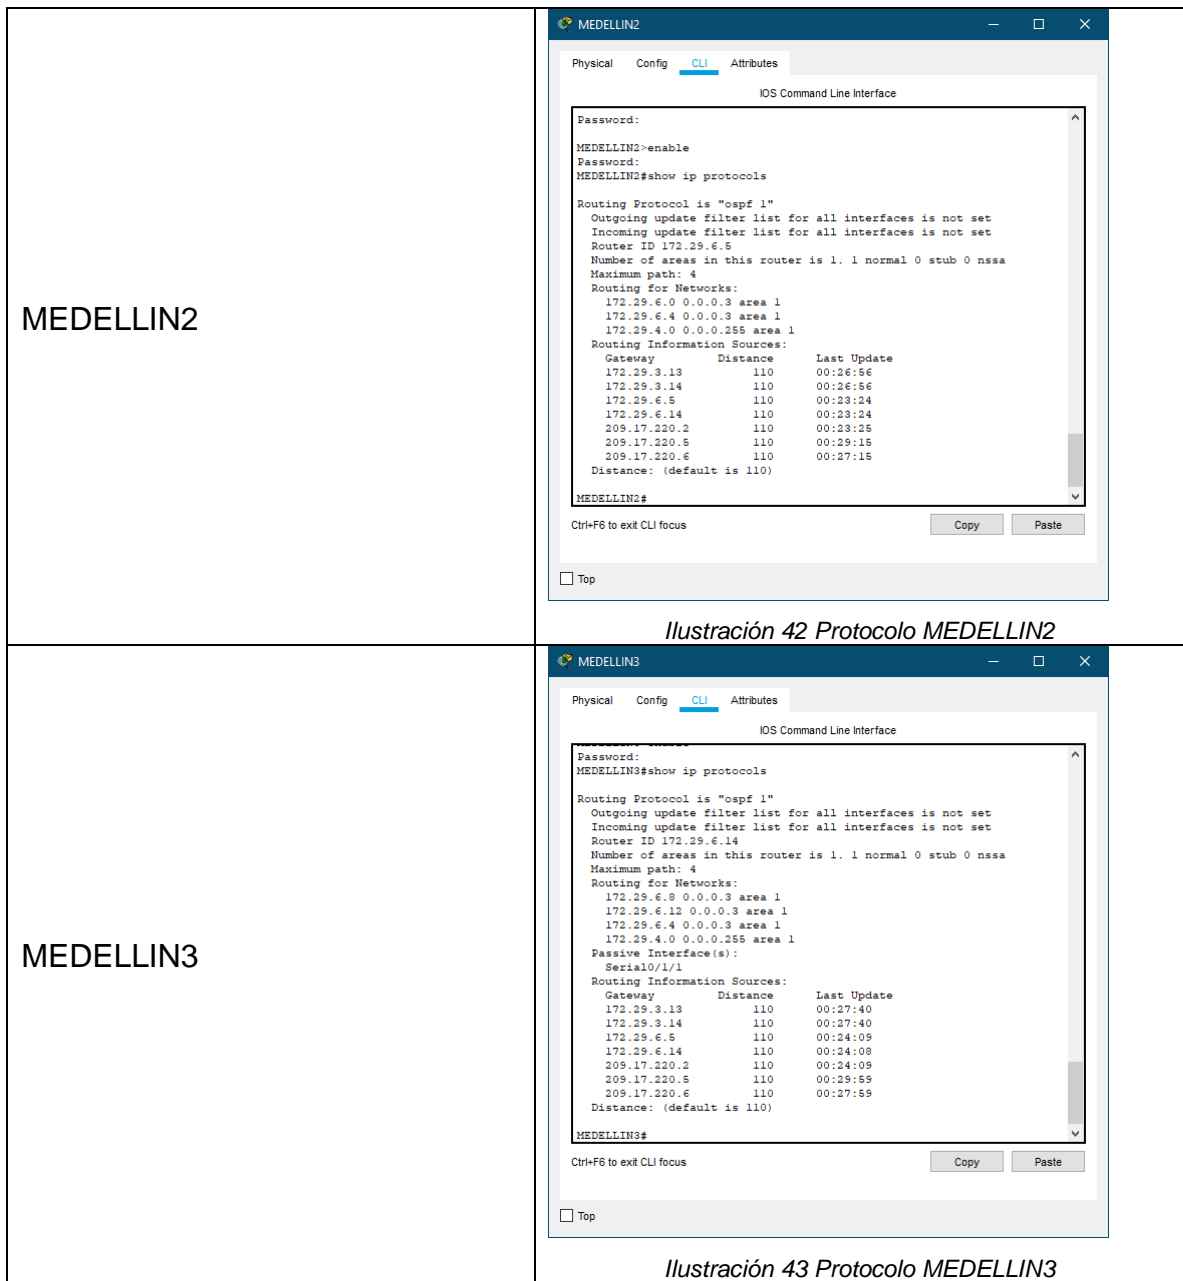 MEDELLIN2
MEDELLIN2
Physical Config CLI Attributes
IOS Command Line Interface
Password:
MEDELLIN2>enable
Password:
MEDELLIN2#show ip protocols
Routing Protocol is "ospf 1"
Outgoing update filter list for all interfaces is not set
Incoming update filter list for all interfaces is not set
Router ID 172.29.6.5
Number of areas in this router is 1. 1 normal 0 stub 0 nssa
Maximum path: 4
Routing for Networks:
172.29.6.0 0.0.0.3 area 1
172.29.6.4 0.0.0.3 area 1
172.29.4.0 0.0.0.255 area 1
Routing Information Sources:
Gateway Distance Last Update
172.29.3.13 110 00:26:56
172.29.3.14 110 00:26:56
172.29.6.5 110 00:23:24
172.29.6.14 110 00:23:24
209.17.220.2 110 00:23:25
209.17.220.5 110 00:29:15
209.17.220.6 110 00:27:15
Distance: (default is 110)
MEDELLIN2#
Ctrl+F6 to exit CLI focus Copy Paste
Top
Ilustración 42 Protocolo MEDELLIN2
MEDELLIN3
MEDELLIN3
Physical Config CLI Attributes
IOS Command Line Interface
Password:
MEDELLIN3#show ip protocols
Routing Protocol is "ospf 1"
Outgoing update filter list for all interfaces is not set
Incoming update filter list for all interfaces is not set
Router ID 172.29.6.14
Number of areas in this router is 1. 1 normal 0 stub 0 nssa
Maximum path: 4
Routing for Networks:
172.29.6.8 0.0.0.3 area 1
172.29.6.12 0.0.0.3 area 1
172.29.6.4 0.0.0.3 area 1
172.29.4.0 0.0.0.255 area 1
Passive Interface(s):
Serial0/1/1
Routing Information Sources:
Gateway Distance Last Update
172.29.3.13 110 00:27:40
172.29.3.14 110 00:27:40
172.29.6.5 110 00:24:09
172.29.6.14 110 00:24:08
209.17.220.2 110 00:24:09
209.17.220.5 110 00:29:59
209.17.220.6 110 00:27:59
Distance: (default is 110)
MEDELLIN3#
Ctrl+F6 to exit CLI focus Copy Paste
Top
Ilustración 43 Protocolo MEDELLIN3